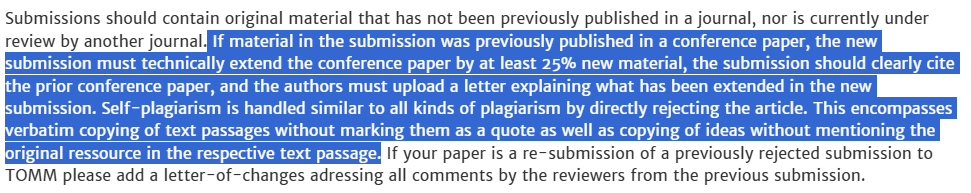 Submissions should contain original material that has not been previously published in a journal, nor is currently under
review by another journal. If material in the submission was previously published in a conference paper, the new
submission must technically extend the conference paper by at least 25% new material, the submission should clearly cite
the prior conference paper, and the authors must upload a letter explaining what has been extended in the new
submission. Self-plagiarism is handled similar to all kinds of plagiarism by directly rejecting the article. This encompasses
verbatim copying of text passages without marking them as a quote as well as copying of ideas without mentioning the
original ressource in the respective text passage. If your paper is a re-submission of a previously rejected submission to
TOMM please add a letter-of-changes adressing all comments by the reviewers from the previous submission.